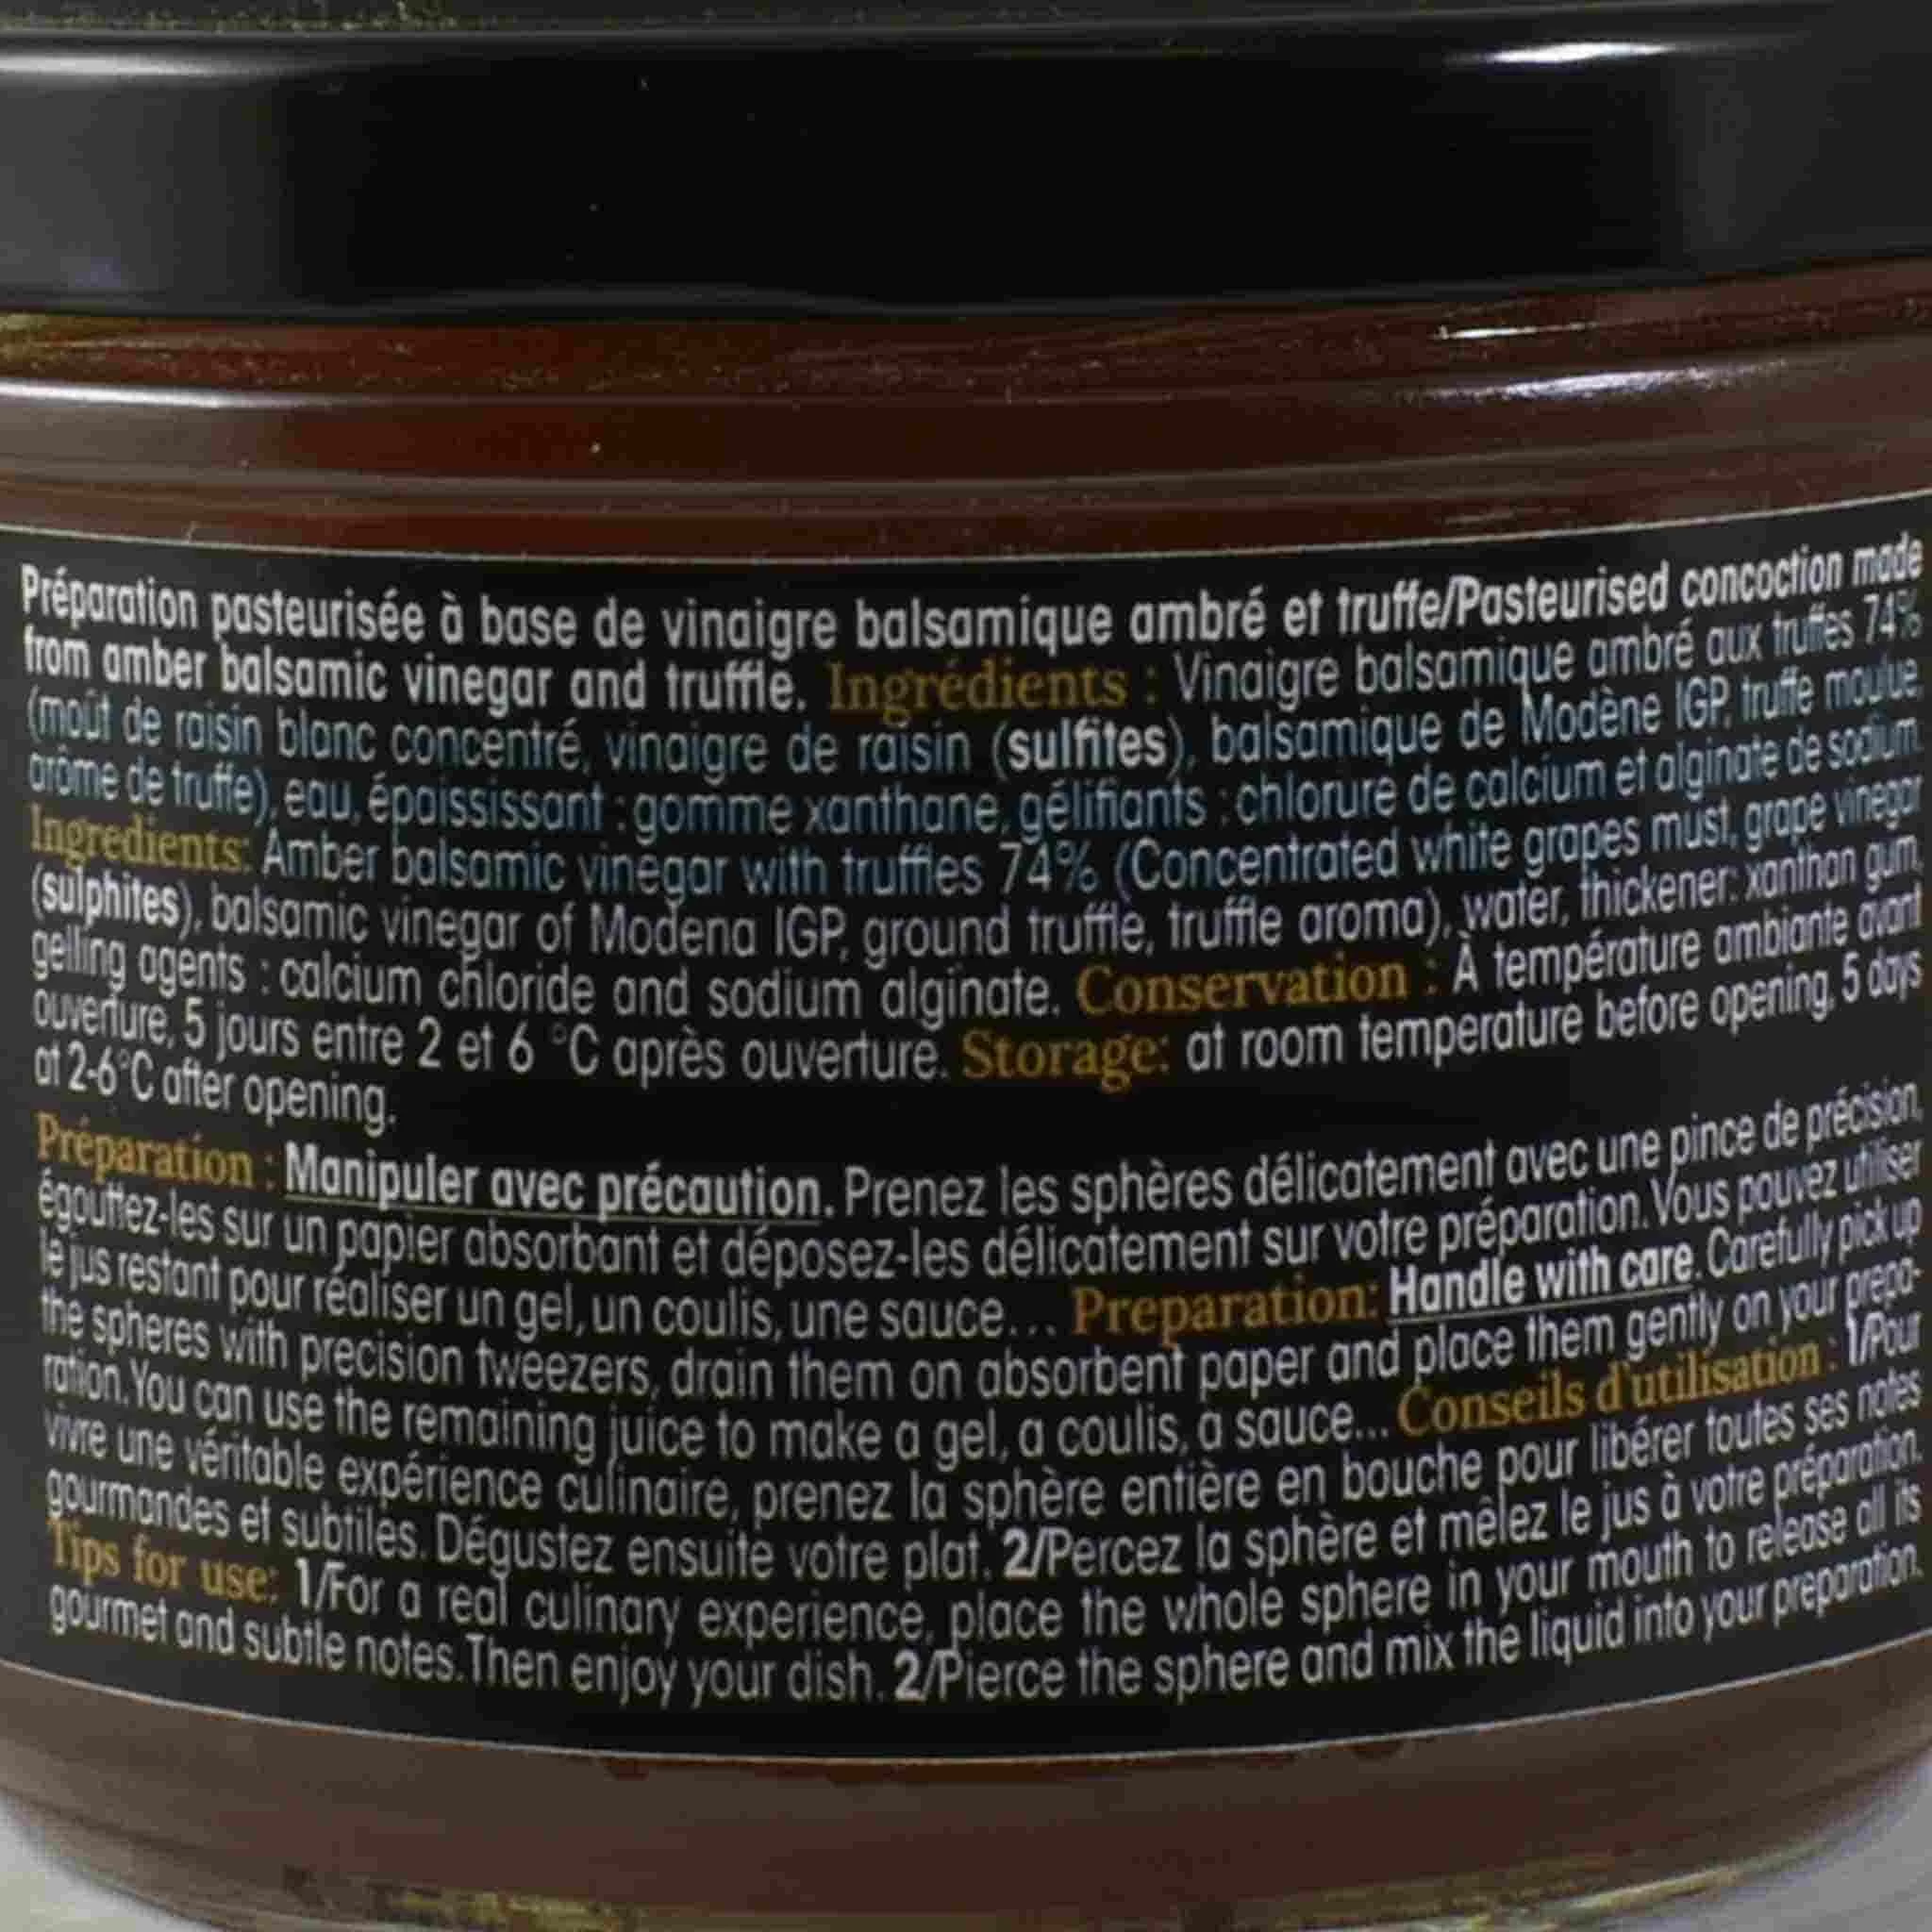 Préparation pasteurisée à base de vinaigre balsamique ambré et truffe/Pasteurised concoction made
from amber balsamic vinegar and truffle. Ingrédients : Vinaigre balsamique ambré aux truffes 74%
(moût de raisin blanc concentré, vinaigre de raisin (sulfites), balsamique de Modène IGP, truffe moulue,
arôme de truffe), eau, épaississant : gomme xanthane, gélifiants : chlorure de calcium et alginate de sodium.
Ingredients: Amber balsamic vinegar with truffles 74% (Concentrated white grapes must, grape vinegar
(sulphites), balsamic vinegar of Modena IGP, ground truffle, truffle aroma), water, thickener: xanthan gum,
gelling agents : calcium chloride and sodium alginate. Conservation : À température ambiante avant
ouverture, 5 jours entre 2 et 6 °C après ouverture. Storage: at room temperature before opening, 5 days
at 2-6°C after opening.
Préparation : Manipuler avec précaution. Prenez les sphères délicatement avec une pince de précision,
égouttez-les sur un papier absorbant et déposez-les délicatement sur votre préparation. Vous pouvez utiliser
le jus restant pour réaliser un gel, un coulis, une sauce... Preparation: Handle with care. Carefully pick up
the spheres with precision tweezers, drain them on absorbent paper and place them gently on your prepa-
ration. You can use the remaining juice to make a gel, a coulis, a sauce... Conseils d'utilisation : 1/Pour
vivre une véritable expérience culinaire, prenez la sphère entière en bouche pour libérer toutes ses notes
gourmandes et subtiles. Dégustez ensuite votre plat. 2/Percez la sphère et mêlez le jus à votre préparation.
Tips for use: 1/For a real culinary experience, place the whole sphere in your mouth to release all its
gourmet and subtle notes. Then enjoy your dish. 2/Pierce the sphere and mix the liquid into your preparation.